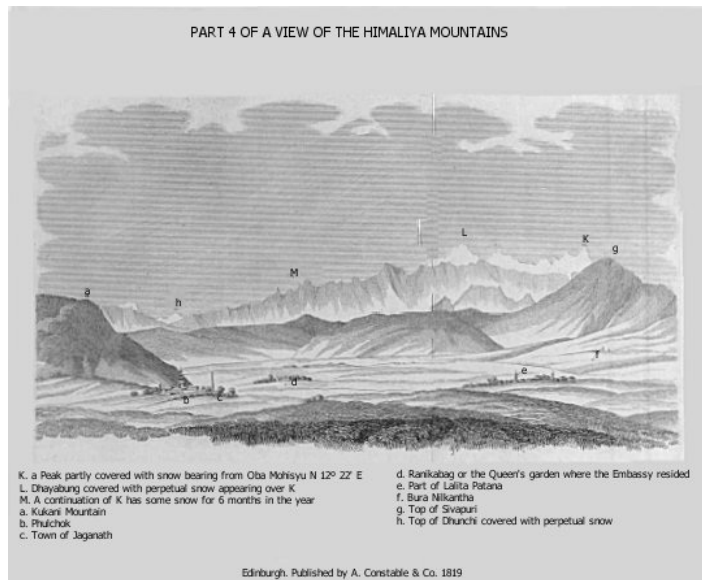 PART 4 OF A VIEW OF THE HIMALIYA MOUNTAINS
L
K
g
M
a
h
f
e
d
b
c
K. a Peak partly covered with snow bearing from Oba Mohisyu N 12º 22' E
L. Dhayabung covered with perpetual snow appearing over K
M. A continuation of K has some snow for 6 months in the year
a. Kukani Mountain
b. Phulchok
c. Town of Jaganath
d. Ranikabag or the Queen's garden where the Embassy resided
e. Part of Lalita Patana
f. Bura Nilkantha
g. Top of Sivapuri
h. Top of Dhunchi covered with perpetual snow
Edinburgh. Published by A. Constable & Co. 1819